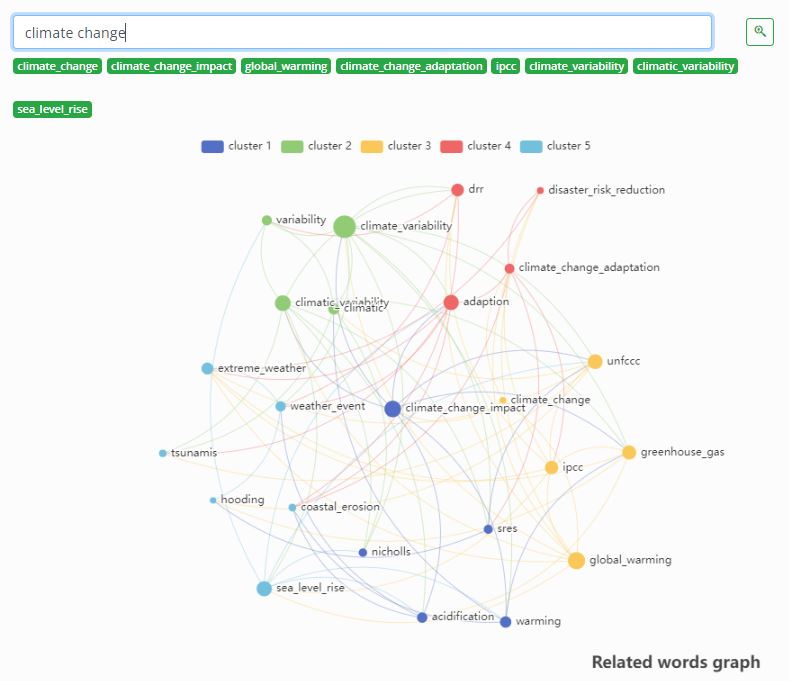 climate change
climate_change climate_change_impact global_warming climate_change_adaptation ipcc climate_variability climatic_variability
sea_level_rise
cluster 1 cluster 2 cluster 3 cluster 4 cluster 5
drr disaster_risk_reduction
variability climate_variability
climate_change_adaptation
climatic_variability adaption
climatic
unfccc
extreme_weather
climate_change
weather_event climate_change_impact
tsunamis greenhouse_gas
ipcc
hooding
coastal_erosion
sres
nicholls
global_warming
sea_level_rise
acidification warming
Related words graph